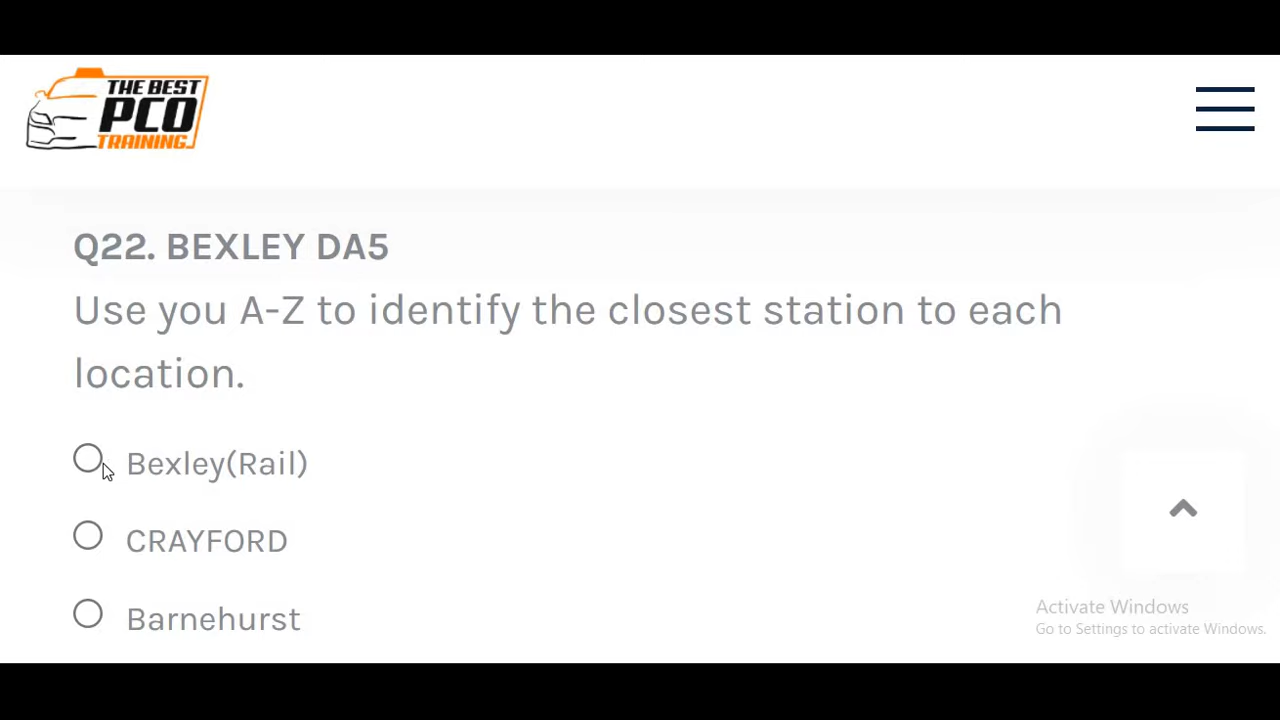 THE BEST
PCO
TRAINING
Q22. BEXLEY DA5
Use you A-Z to identify the closest station to each
location.
Bexley(Rail)
CRAYFORD
Barnehurst
Activate Windows
Go to Settings to activate Windows.